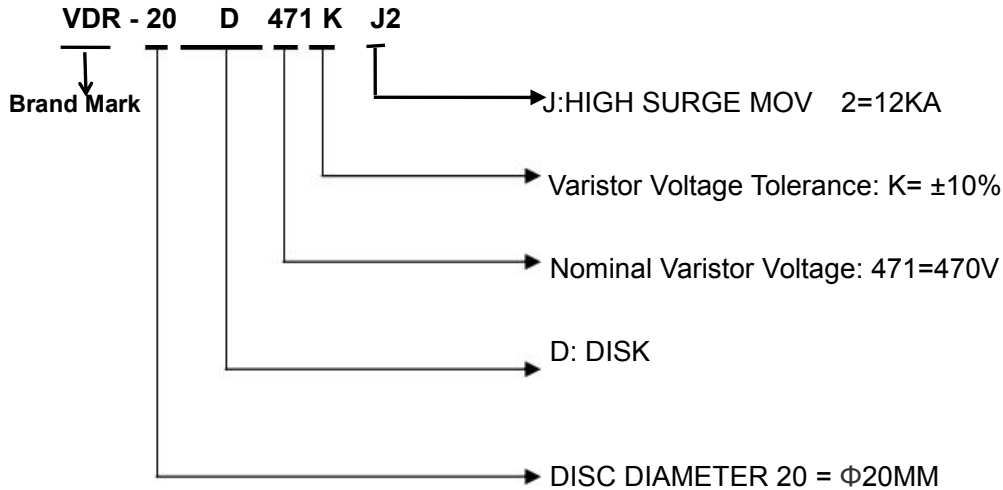 VDR - 20 D 471 K J2
Brand Mark
J:HIGH SURGE MOV 2=12KA
Varistor Voltage Tolerance: K= ±10%
Nominal Varistor Voltage: 471=470V
D: DISK
DISC DIAMETER 20 = Φ20MM